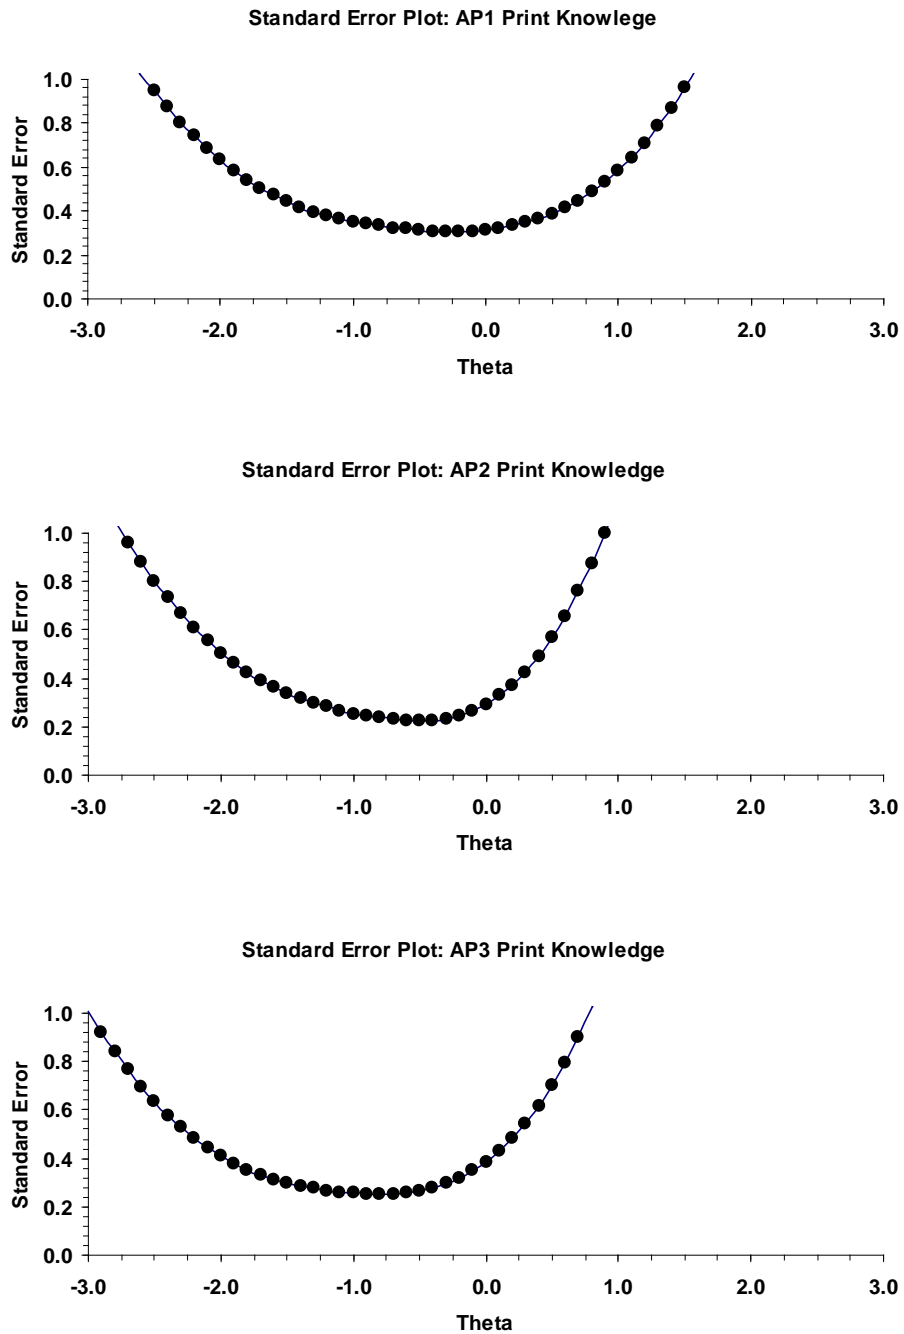 Standard Error Plot: AP1 Print Knowlege
1.0
0.8
0.6
0.4
0.2
0.0
Standard Error
-3.0 -2.0 -1.0 0.0 1.0 2.0 3.0
Theta
Standard Error Plot: AP2 Print Knowledge
1.0
0.8
0.6
0.4
0.2
0.0
Standard Error
-3.0 -2.0 -1.0 0.0 1.0 2.0 3.0
Theta
Standard Error Plot: AP3 Print Knowledge
1.0
0.8
0.6
0.4
0.2
0.0
Standard Error
-3.0 -2.0 -1.0 0.0 1.0 2.0 3.0
Theta